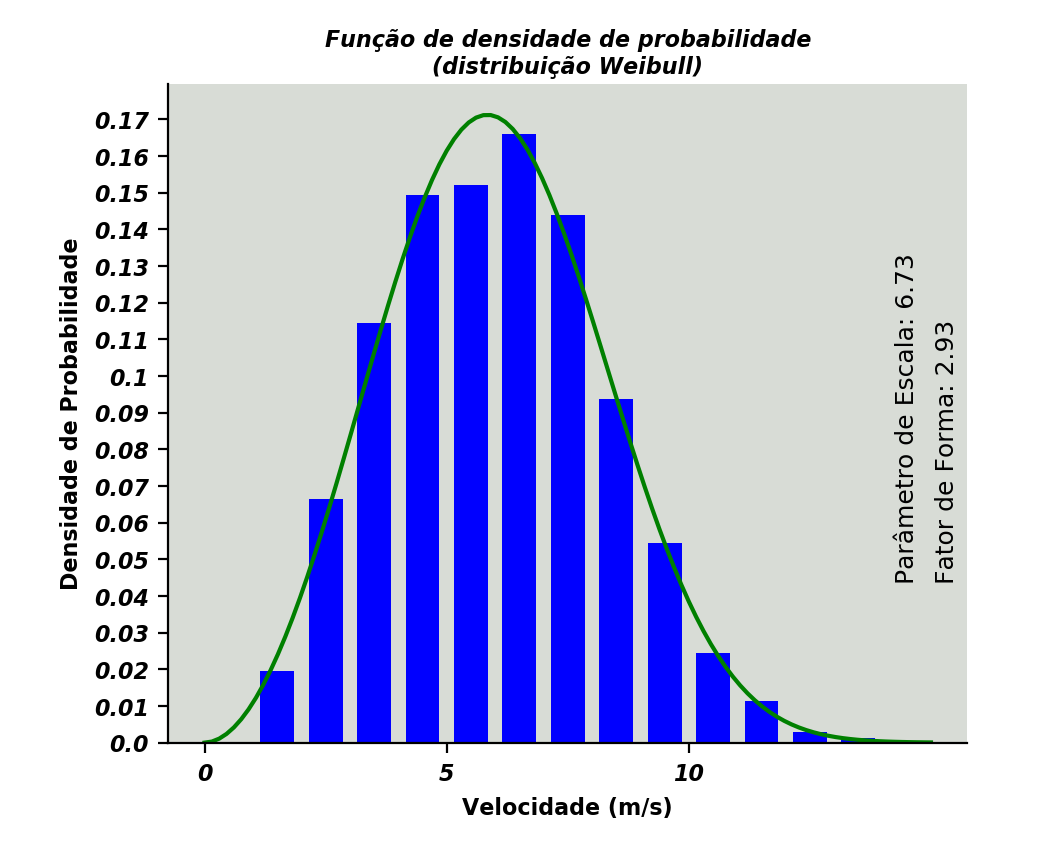 Função de densidade de probabilidade
(distribuição Weibull)
0.17
0.16
0.15
0.14
0.13
0.12
0.11
0.1
0.09
0.08
0.07
0.06
0.05
0.04
0.03
0.02
0.01
0.0
Densidade de Probabilidade
Parâmetro de Escala: 6.73
Fator de Forma: 2.93
0 5 10
Velocidade (m/s)